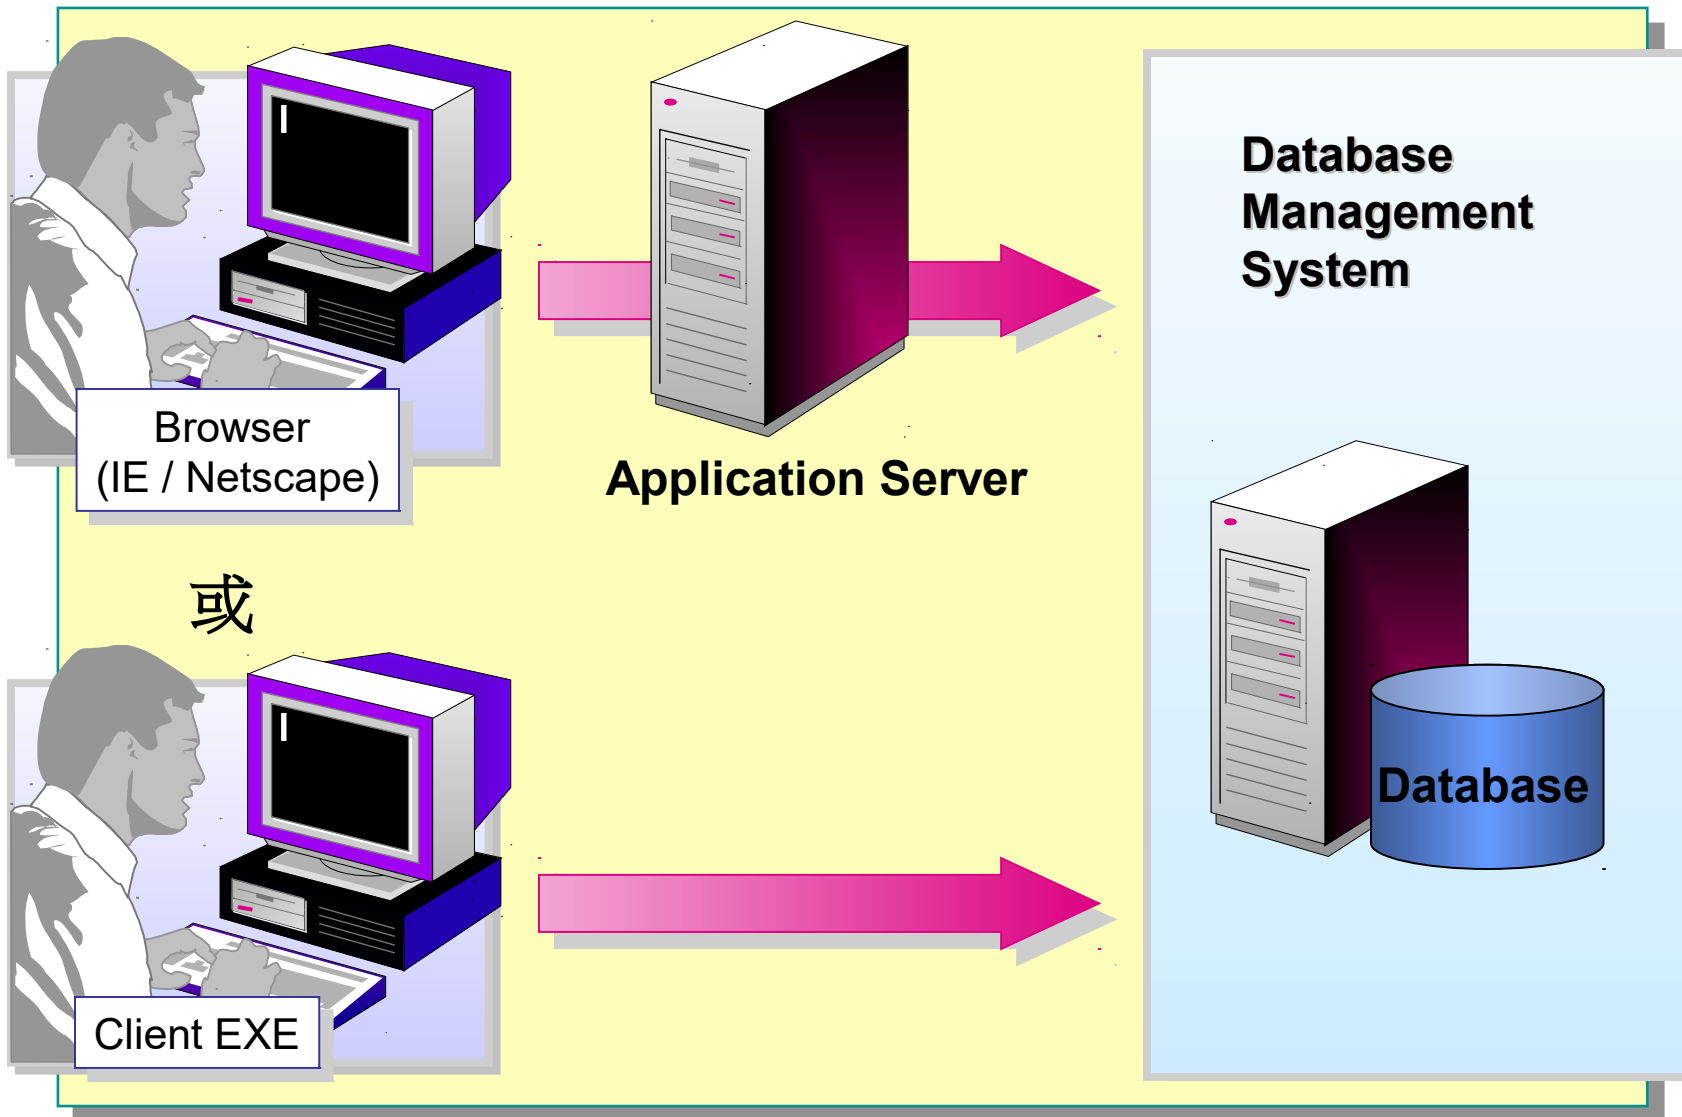 Browser
(IE / Netscape)
Application Server
Database
Management
System
或
Client EXE
Database